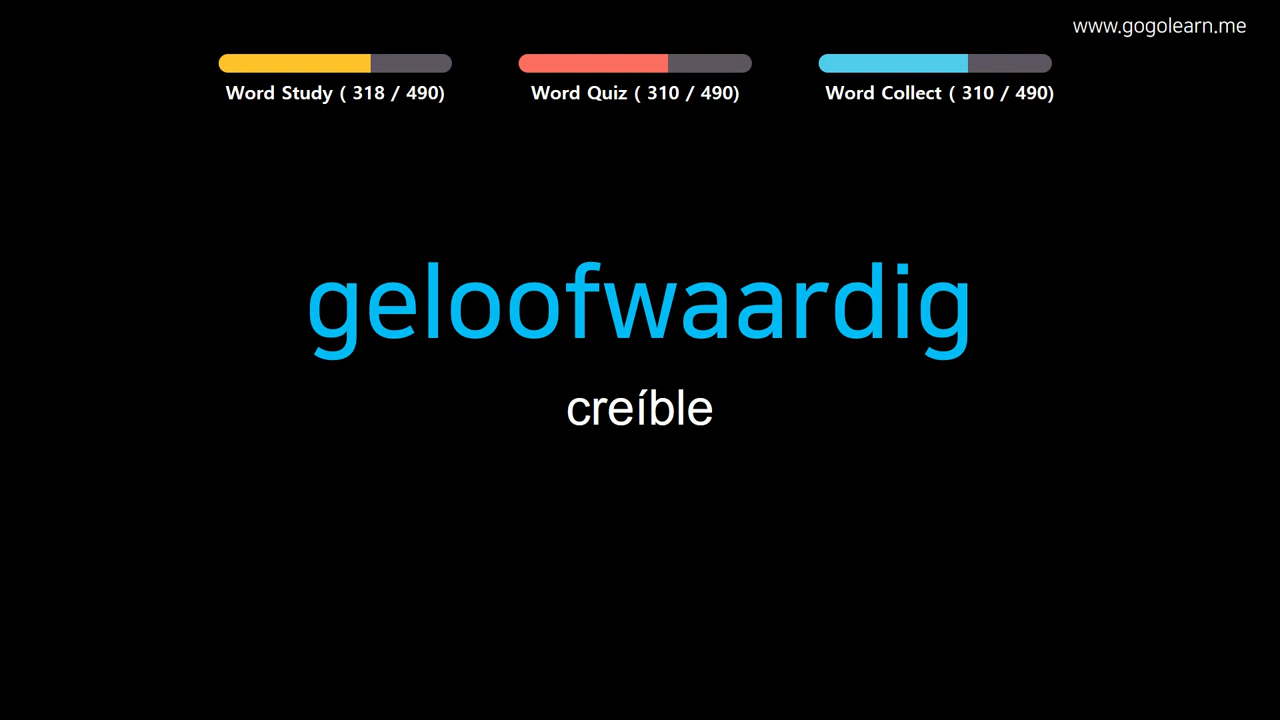 www.gogolearn.me
Word Study ( 318 / 490)
Word Quiz ( 310 / 490)
Word Collect ( 310 / 490)
geloofwaardig
creíble